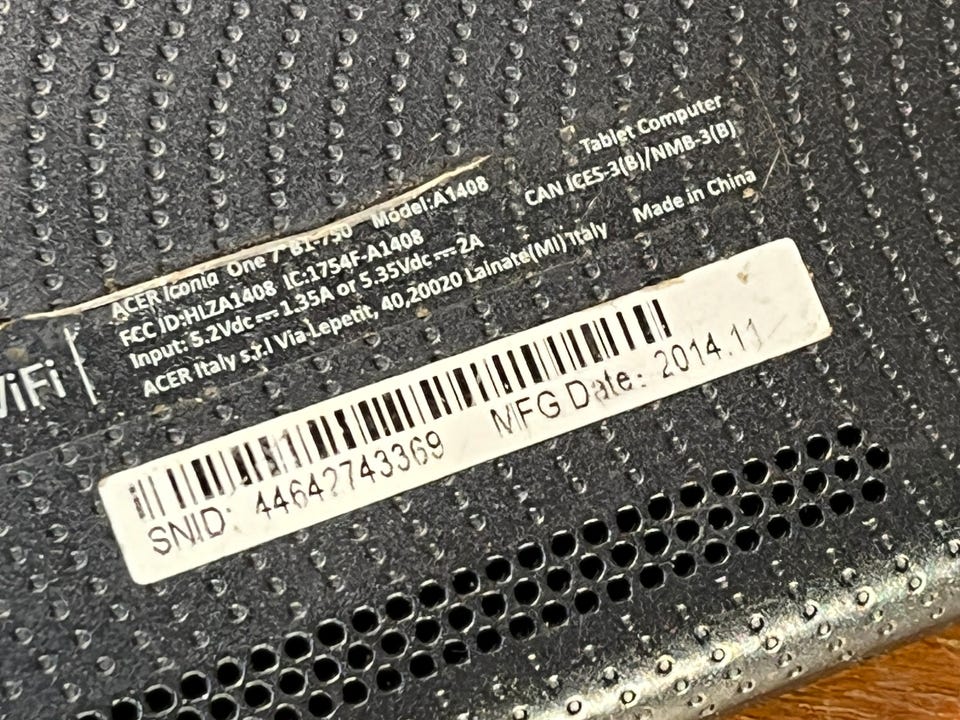 Tablet Computer
CAN ICES-3(B)/NMB-3(B)
ACER Iconia One 7 B1-750 Model:A1408
FCC ID:HLZA1408 IC:1754F-A1408
Input: 5.2Vdc⎓1.35A or 5.35Vdc⎓2A
Made in China
ACER Italy s.r.l Via Lepetit, 40,20020 Lainate(MI) Italy
WiFi
SNID: 44642743369 MFG Date: 2014.11